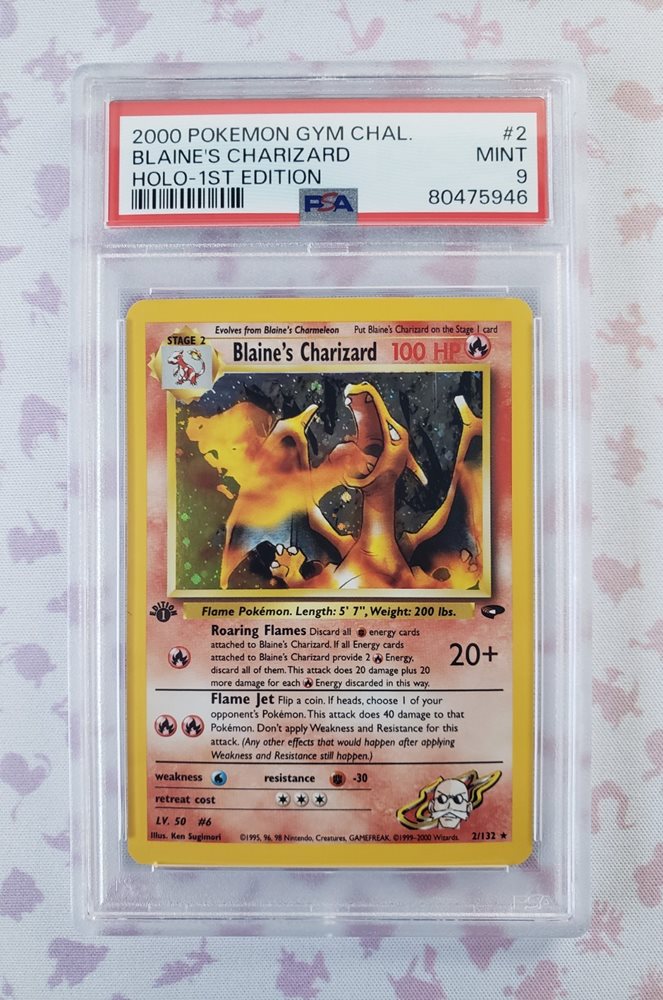 2000 POKEMON GYM CHAL. #2
BLAINE'S CHARIZARD MINT
HOLO-1ST EDITION 9
PSA 80475946
Evolves from Blaine's Charmeleon Put Blaine's Charizard on the Stage 1 card
STAGE 2
Blaine's Charizard 100 HP
EDITION
1
Flame Pokémon. Length: 5' 7", Weight: 200 lbs.
Roaring Flames Discard all energy cards
attached to Blaine's Charizard. If all Energy cards
attached to Blaine's Charizard provide 2 Energy,
discard all of them. This attack does 20 damage plus 20
more damage for each Energy discarded in this way.
20+
Flame Jet Flip a coin. If heads, choose 1 of your
opponent's Pokémon. This attack does 40 damage to that
Pokémon. Don't apply Weakness and Resistance for this
attack. (Any other effects that would happen after applying
Weakness and Resistance still happen.)
weakness resistance -30
retreat cost
LV. 50 #6
Illus. Ken Sugimori ©1995, 96, 98 Nintendo, Creatures, GAMEFREAK. ©1999-2000 Wizards. 2/132 ★
PSA